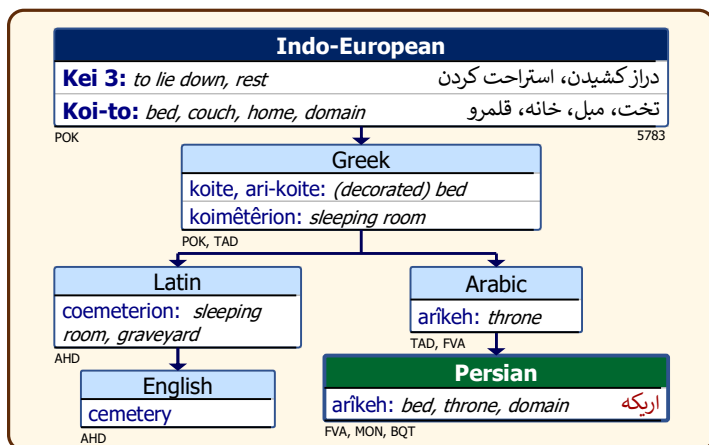 Indo-European
Kei 3: to lie down, rest دراز کشیدن، استراحت کردن
Koi-to: bed, couch, home, domain تخت، مبل، خانه، قلمرو
POK 5783
Greek
koite, ari-koite: (decorated) bed
koimêtêrion: sleeping room
POK, TAD
Latin
coemeterion: sleeping
room, graveyard
AHD
Arabic
arîkeh: throne
TAD, FVA
English
cemetery
AHD
Persian
arîkeh: bed, throne, domain اریکه
FVA, MON, BQT